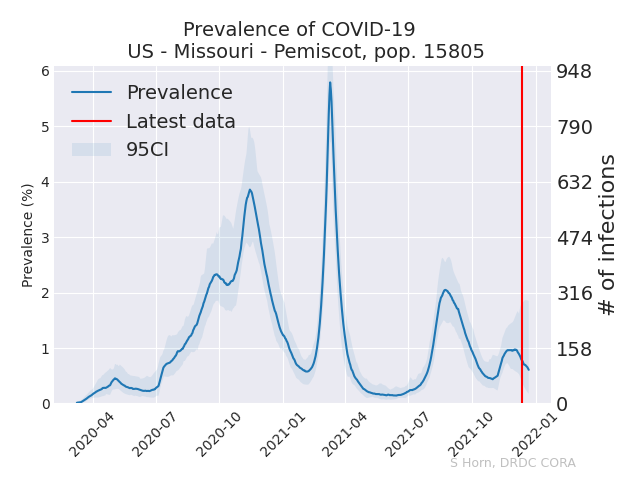 Prevalence of COVID-19
US - Missouri - Pemiscot, pop. 15805
Prevalence
Latest data
95CI
Prevalence (%)
6
5
4
3
2
1
0
948
790
632
474
316
158
0
# of infections
2020-04
2020-07
2020-10
2021-01
2021-04
2021-07
2021-10
2022-01
S Horn, DRDC CORA